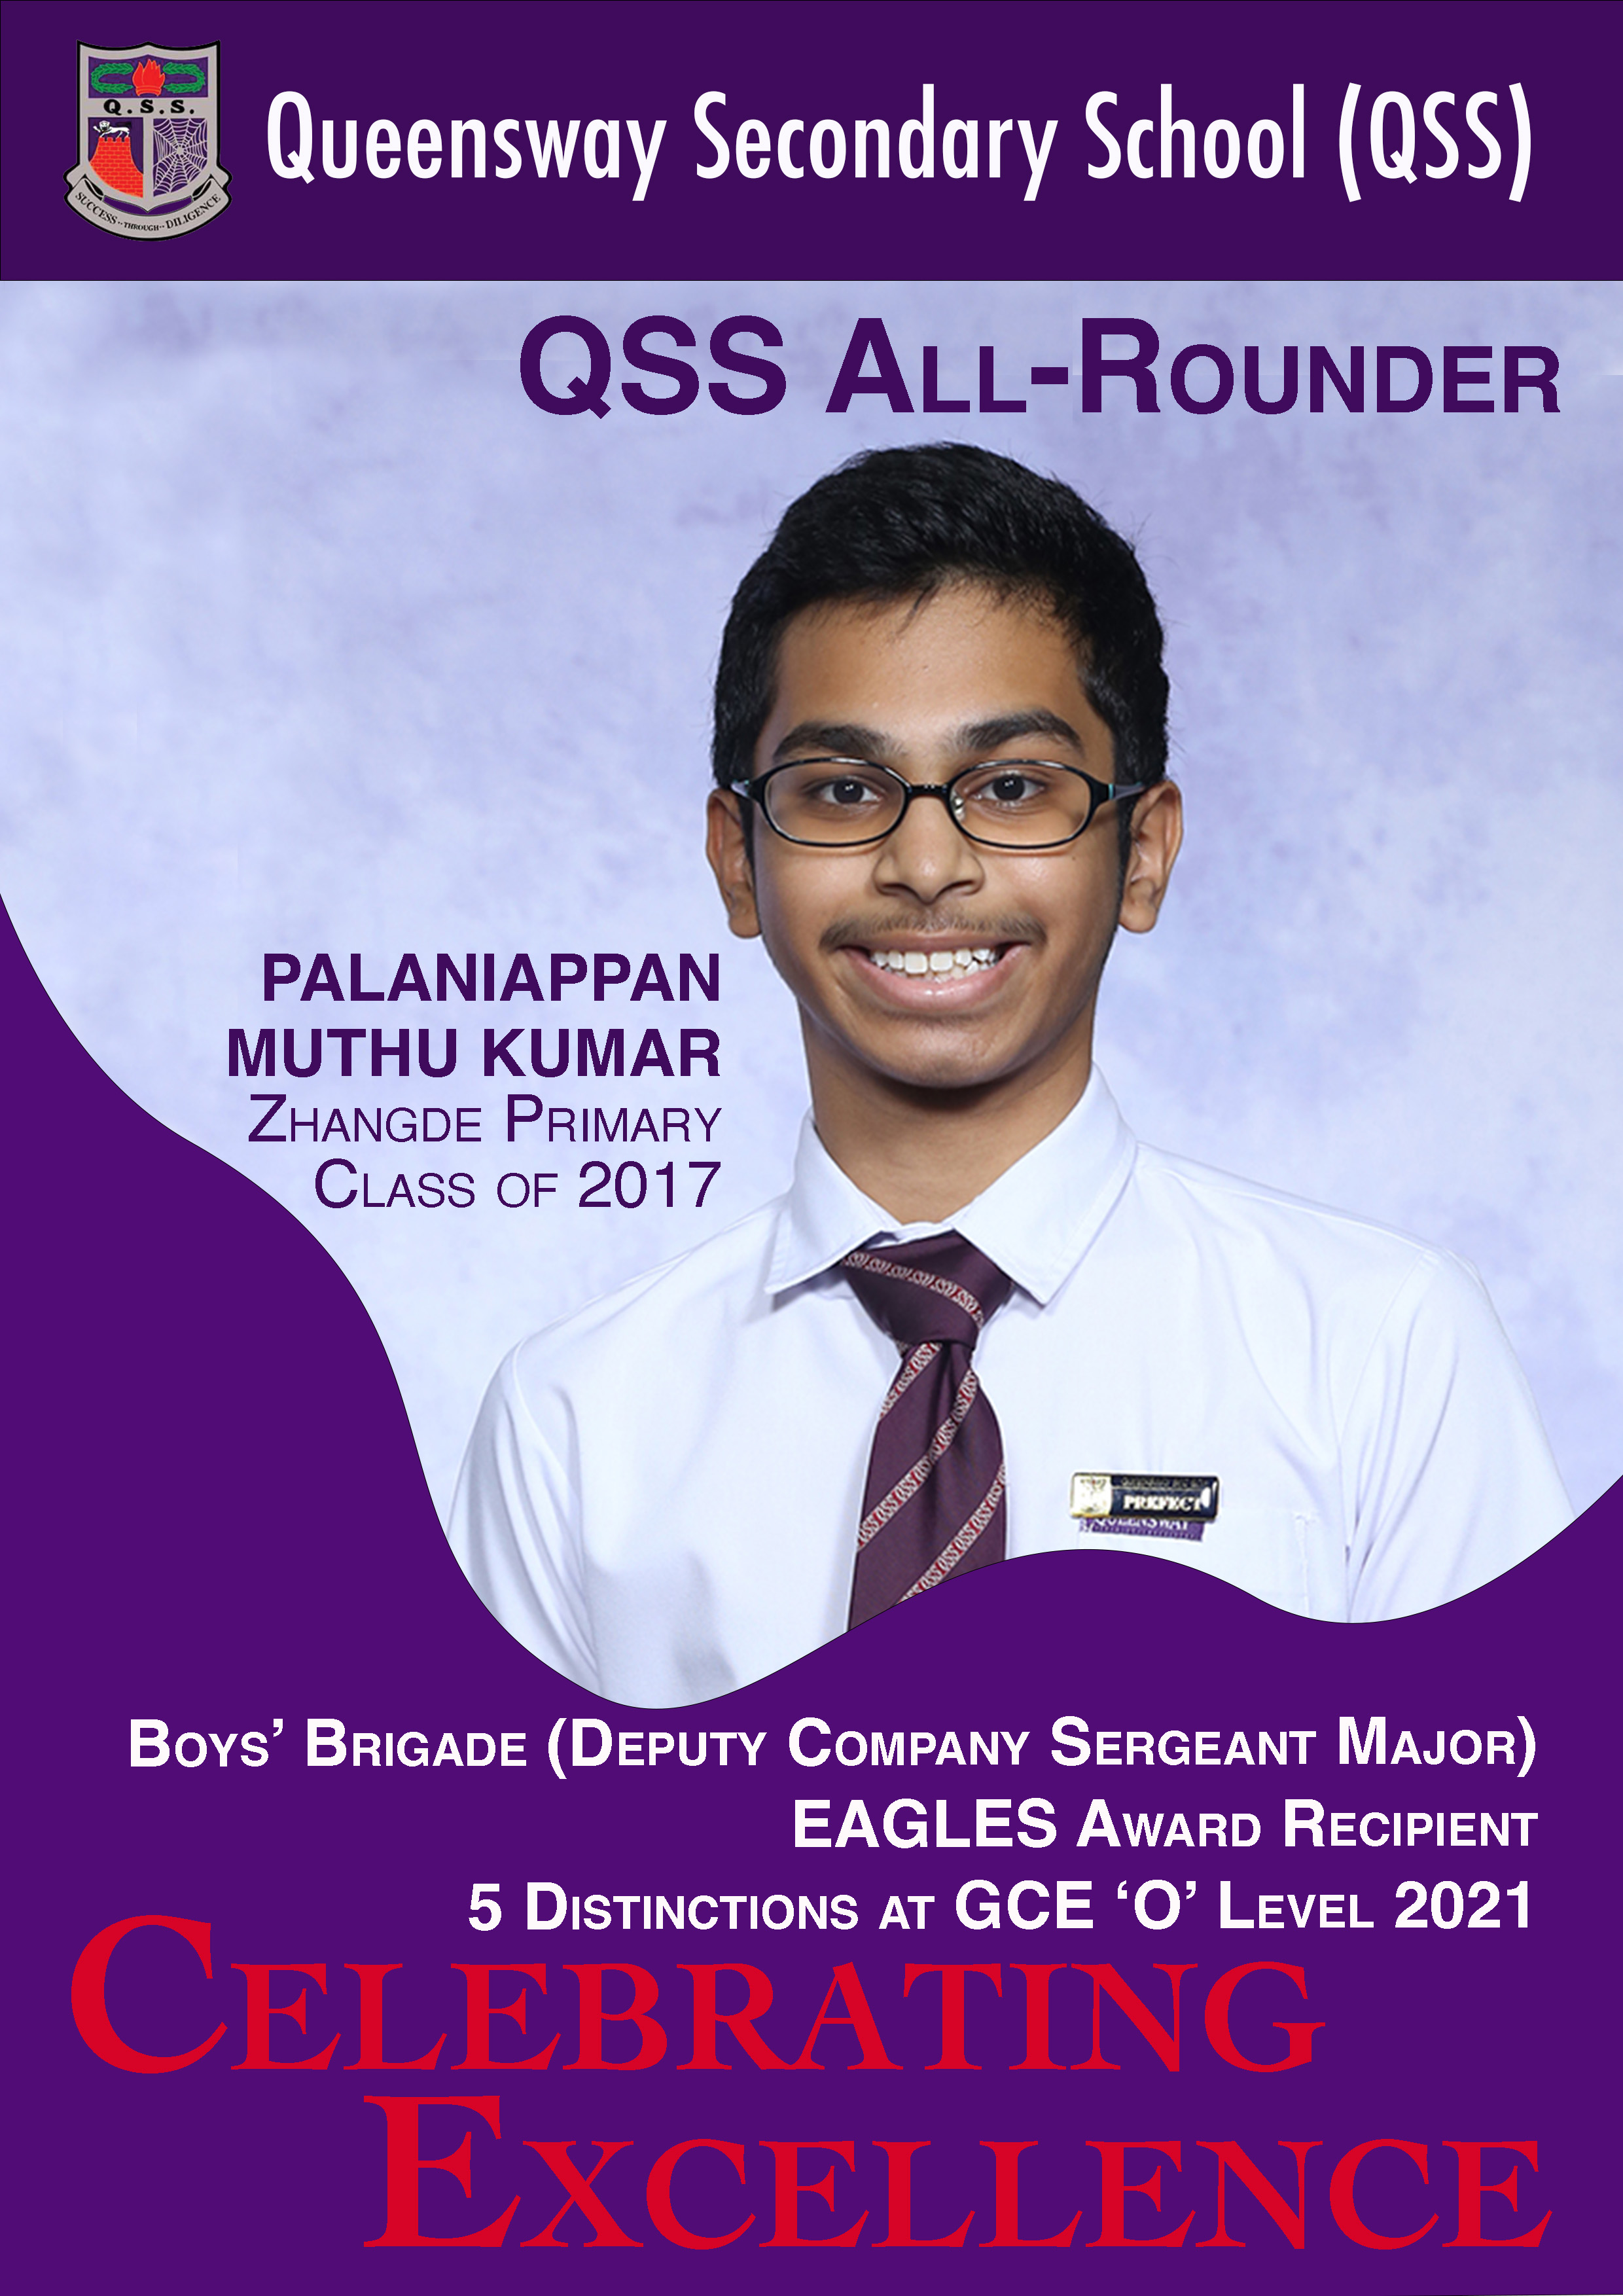 Q.S.S.
SUCCESS - THROUGH - DILIGENCE
Queensway Secondary School (QSS)
QSS All-Rounder
PALANIAPPAN
MUTHU KUMAR
Zhangde Primary
Class of 2017
PREFECT
QUEENSWAY
Boys’ Brigade (Deputy Company Sergeant Major)
EAGLES Award Recipient
5 Distinctions at GCE ‘O’ Level 2021
Celebrating
Excellence